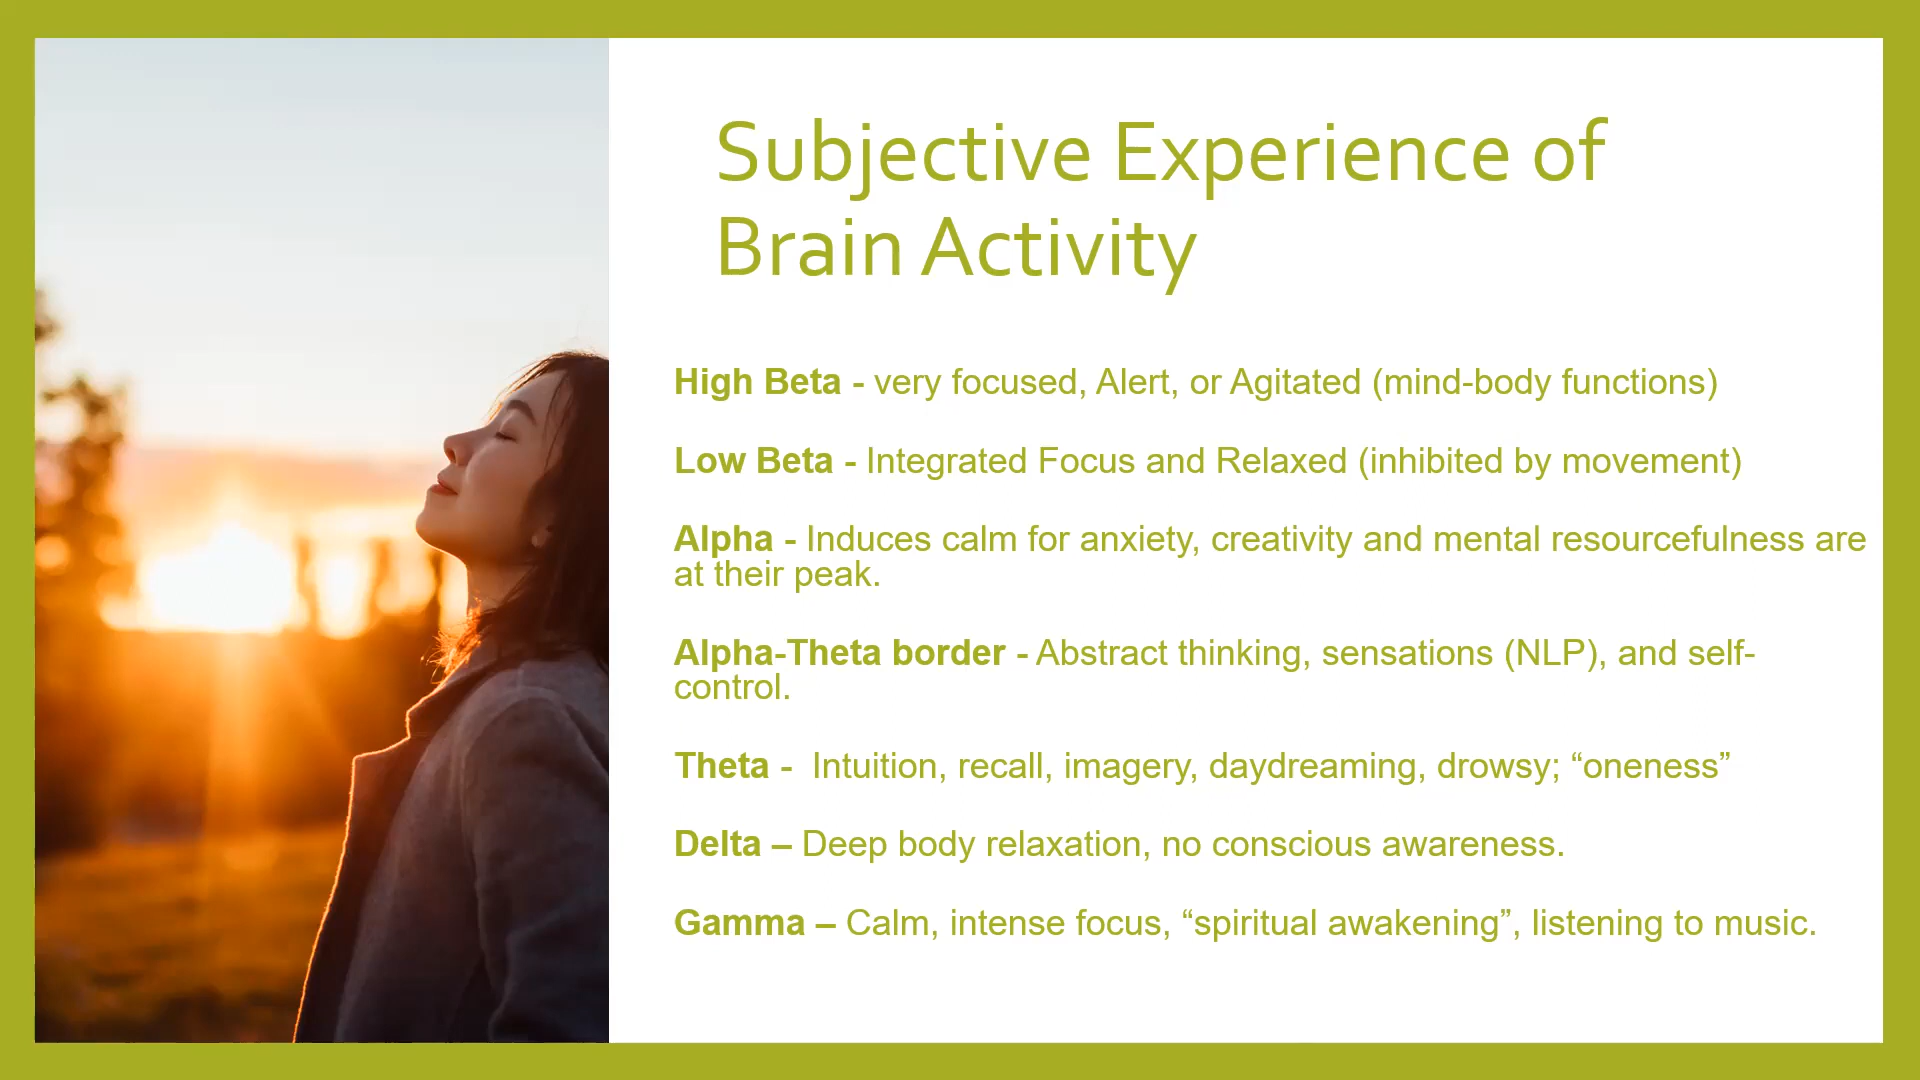 Subjective Experience of
Brain Activity
High Beta - very focused, Alert, or Agitated (mind-body functions)
Low Beta - Integrated Focus and Relaxed (inhibited by movement)
Alpha - Induces calm for anxiety, creativity and mental resourcefulness are
at their peak.
Alpha-Theta border - Abstract thinking, sensations (NLP), and self-
control.
Theta -  Intuition, recall, imagery, daydreaming, drowsy; “oneness”
Delta – Deep body relaxation, no conscious awareness.
Gamma – Calm, intense focus, “spiritual awakening”, listening to music.